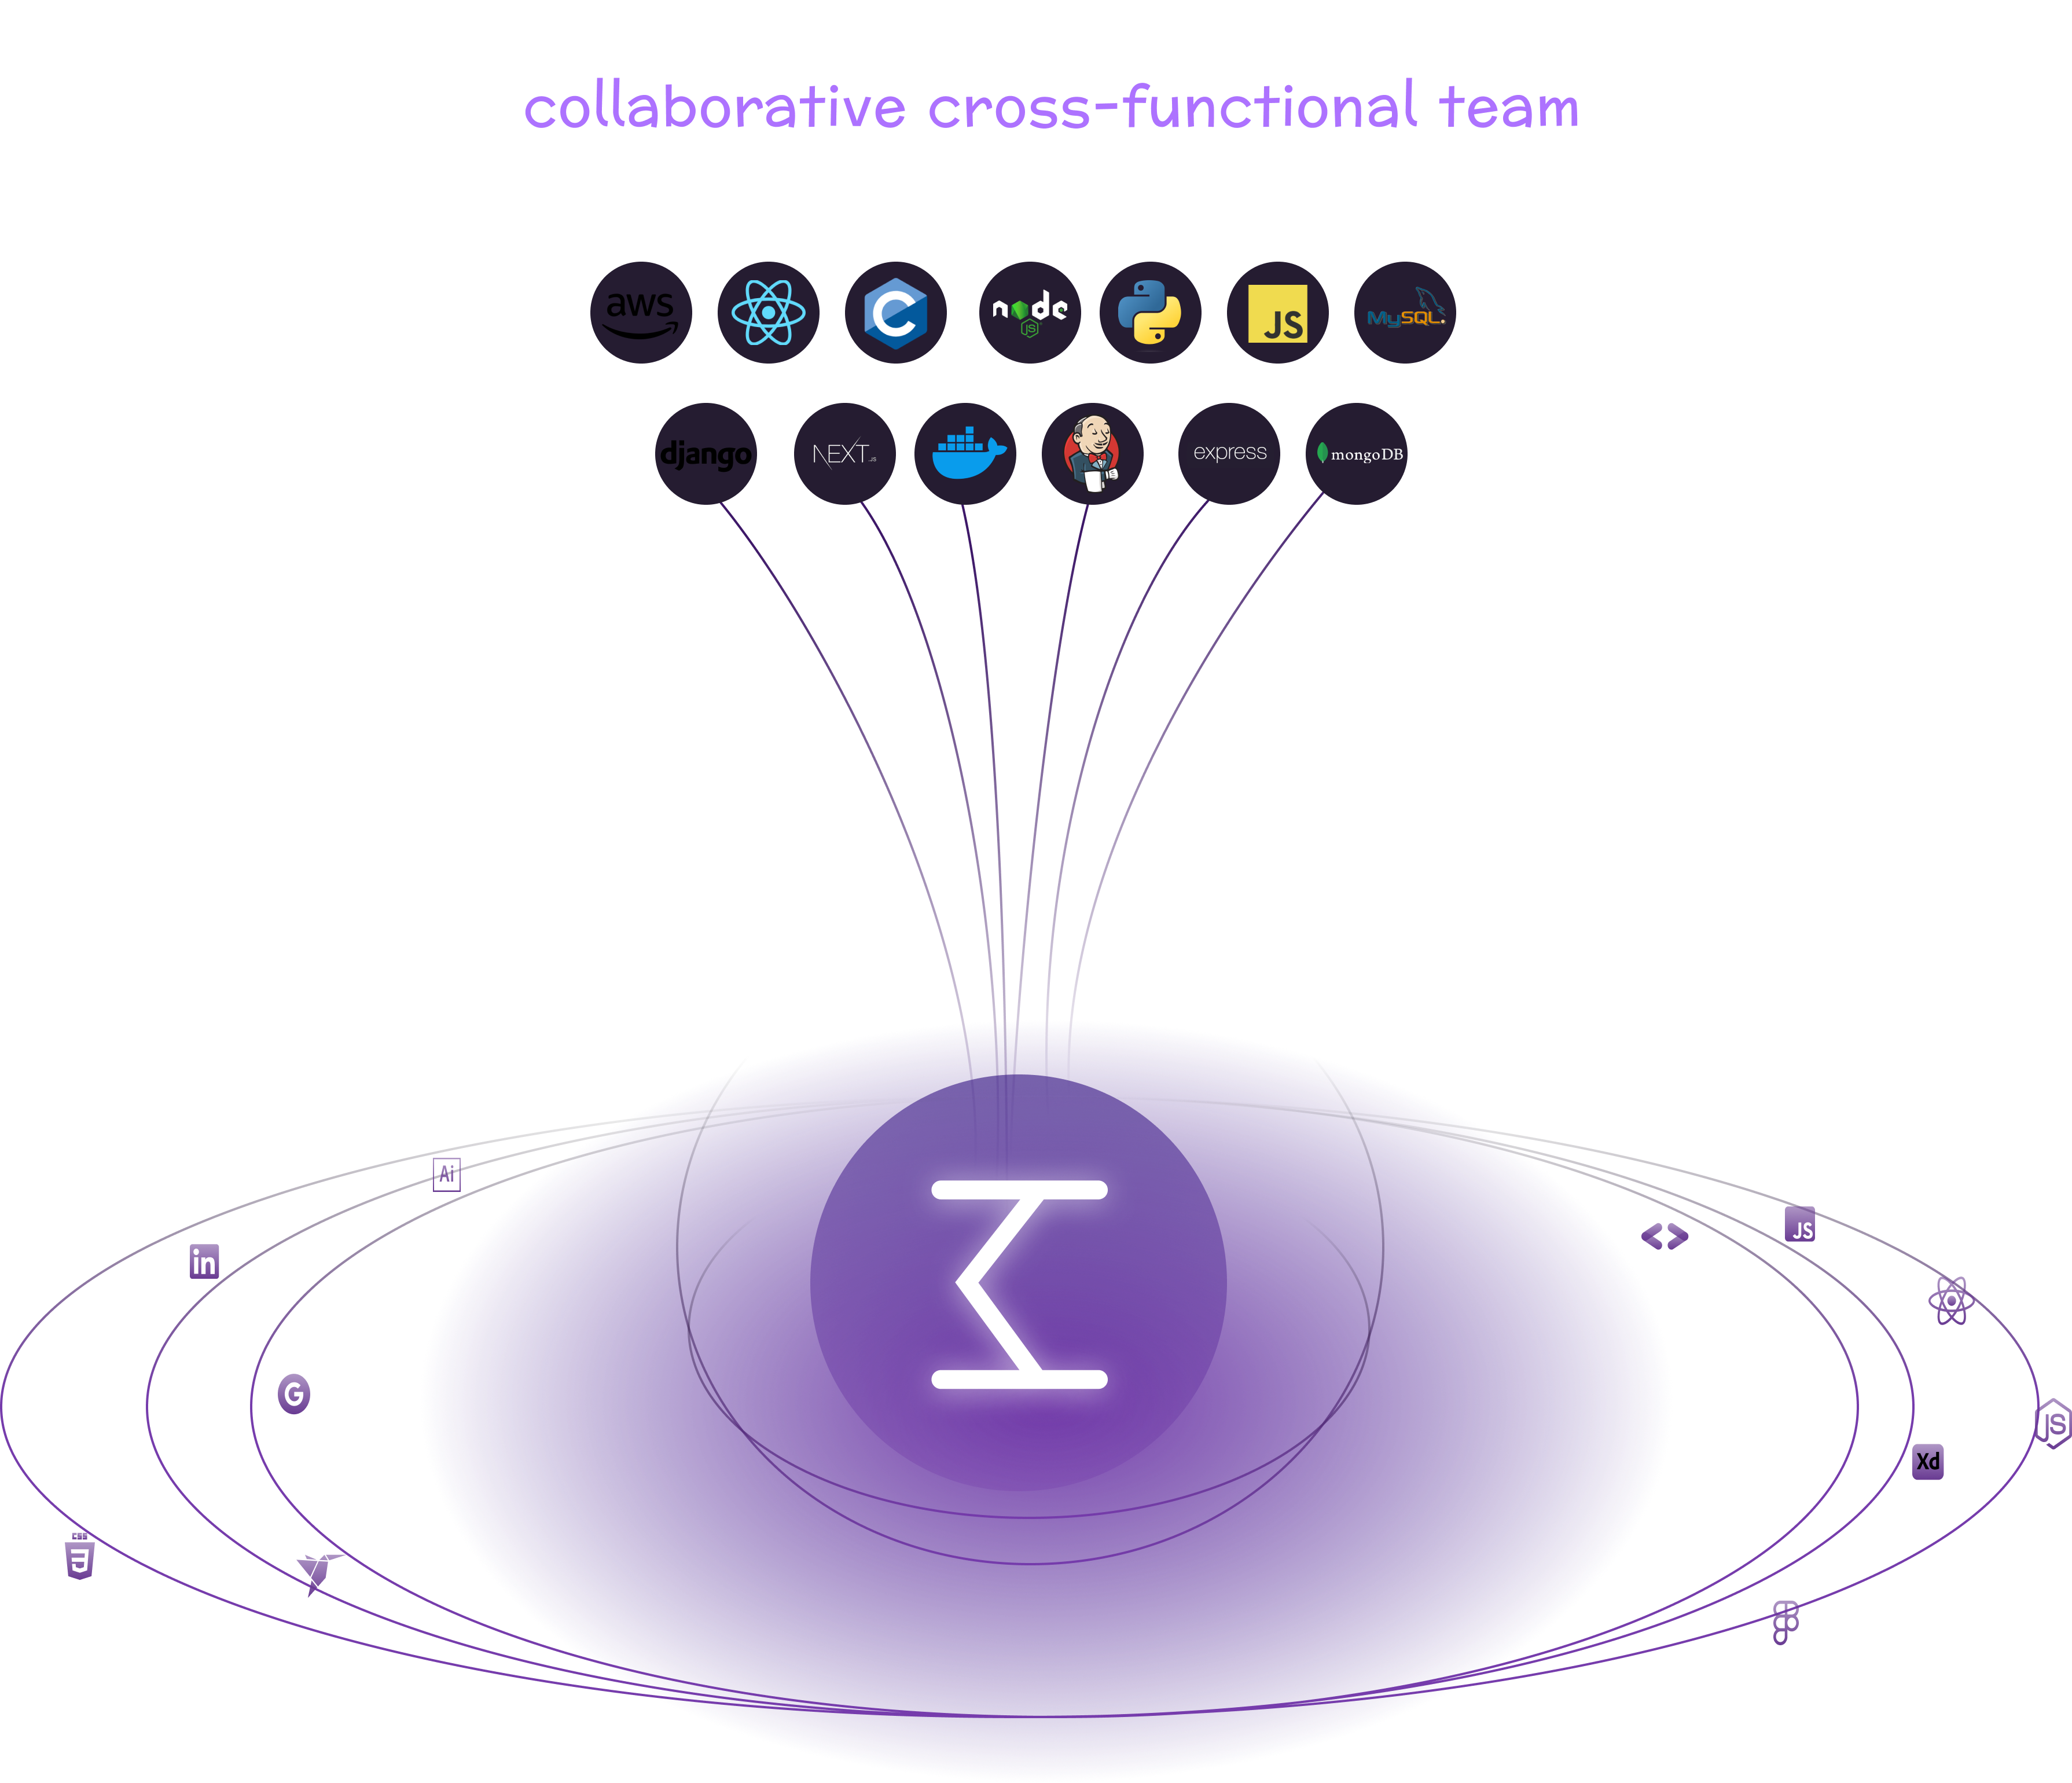 collaborative cross-functional team
aws
C
node
JS
JS
MySQL.
django
NEXT.JS
express
mongoDB
Ai
in
JS
G
JS
Xd
CSS
3